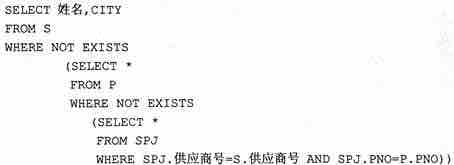 SELECT 姓名,CITY
FROM S
WHERE NOT EXISTS
(SELECT *
FROM P
WHERE NOT EXISTS
(SELECT *
FROM SPJ
WHERE SPJ.供应商号=S.供应商号 AND SPJ.PNO=P.PNO))